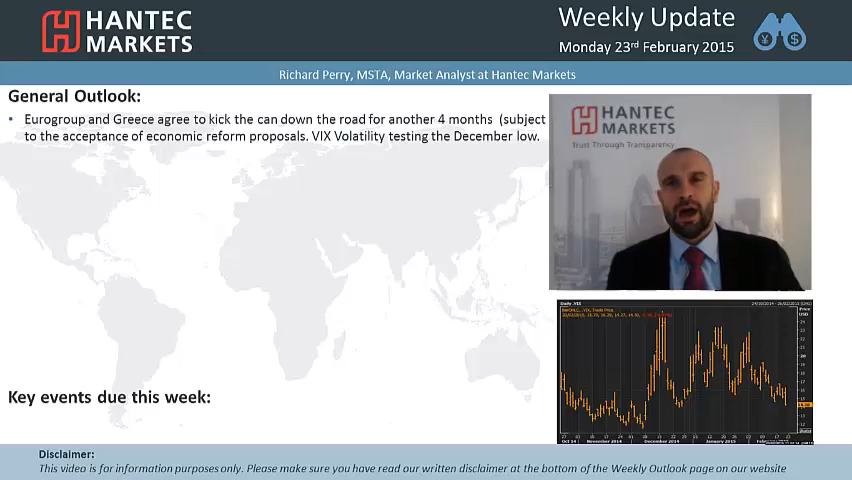 HANTEC
MARKETS
Weekly Update
Monday 23rd February 2015
Richard Perry, MSTA, Market Analyst at Hantec Markets
General Outlook:
• Eurogroup and Greece agree to kick the can down the road for another 4 months (subject
to the acceptance of economic reform proposals. VIX Volatility testing the December low.
HANTEC
MARKETS
Trust Through Transparency
Daily .VIX
Price
USD
Key events due this week:
Disclaimer:
This video is for information purposes only. Please make sure you have read our written disclaimer at the bottom of the Weekly Outlook page on our website